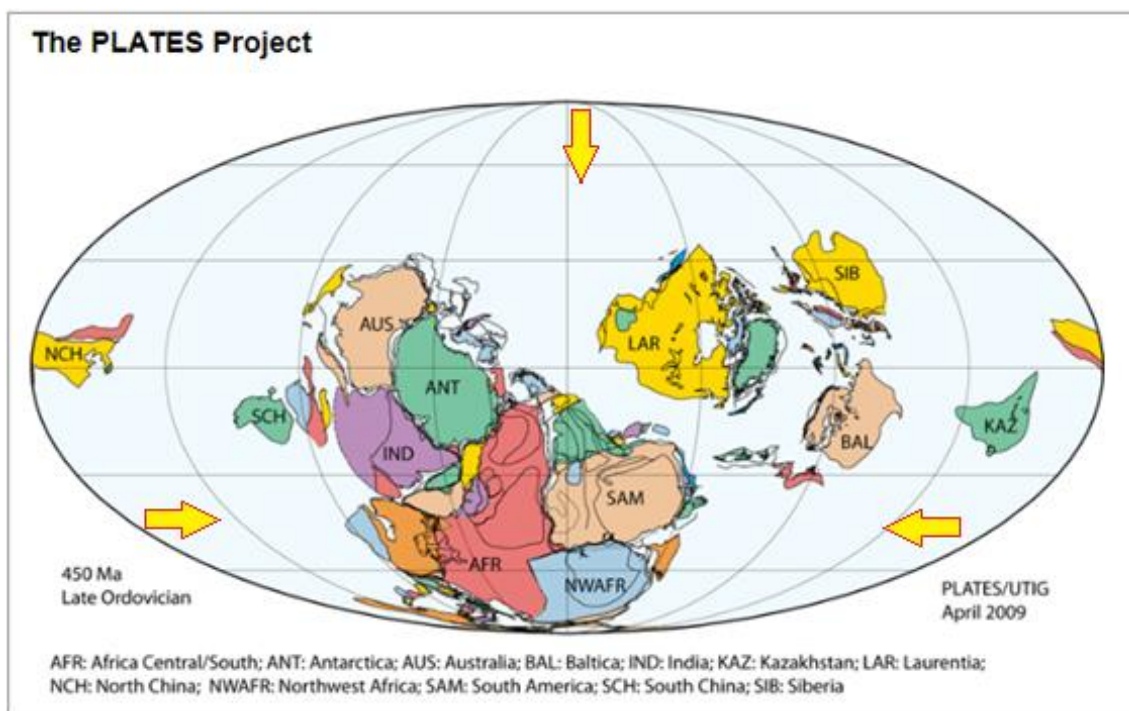 The PLATES Project
SIB
AUS
NCH
LAR
ANT
SCH
KAZ
BAL
IND
SAM
AFR
NWAFR
450 Ma
Late Ordovician
PLATES/UTIG
April 2009
AFR: Africa Central/South; ANT: Antarctica; AUS: Australia; BAL: Baltica; IND: India; KAZ: Kazakhstan; LAR: Laurentia;
NCH: North China; NWAFR: Northwest Africa; SAM: South America; SCH: South China; SIB: Siberia